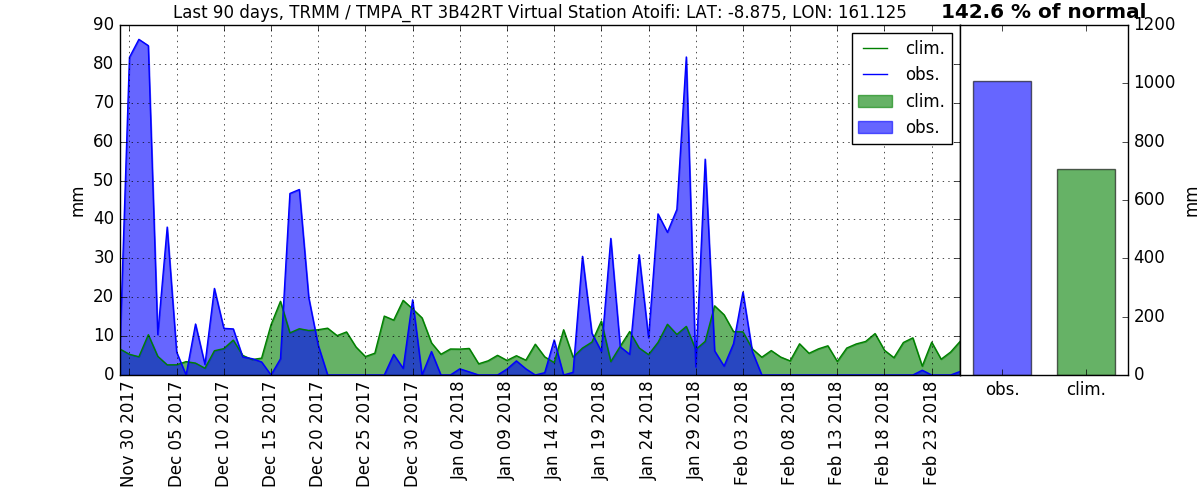 Last 90 days, TRMM / TMPA_RT 3B42RT Virtual Station Atoifi: LAT: -8.875, LON: 161.125
142.6 % of normal
90
80
70
60
50
40
30
20
10
0
mm
clim.
obs.
clim.
obs.
Nov 30 2017
Dec 05 2017
Dec 10 2017
Dec 15 2017
Dec 20 2017
Dec 25 2017
Dec 30 2017
Jan 04 2018
Jan 09 2018
Jan 14 2018
Jan 19 2018
Jan 24 2018
Jan 29 2018
Feb 03 2018
Feb 08 2018
Feb 13 2018
Feb 18 2018
Feb 23 2018
1200
1000
800
600
400
200
0
mm
obs.
clim.